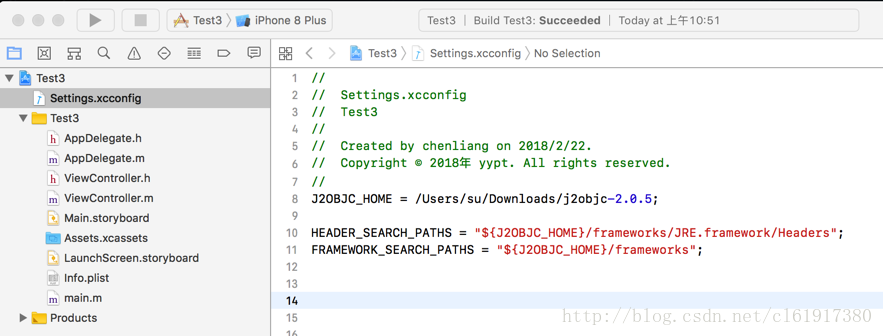 Test3 iPhone 8 Plus Test3 | Build Test3: Succeeded | Today at 上午10:51
Test3 Settings.xcconfig No Selection
Test3
Settings.xcconfig
Test3
AppDelegate.h
AppDelegate.m
ViewController.h
ViewController.m
Main.storyboard
Assets.xcassets
LaunchScreen.storyboard
Info.plist
main.m
Products
1 //
2 // Settings.xcconfig
3 // Test3
4 //
5 // Created by chenliang on 2018/2/22.
6 // Copyright © 2018年 yypt. All rights reserved.
7 //
8 J2OBJC_HOME = /Users/su/Downloads/j2objc-2.0.5;
9
10 HEADER_SEARCH_PATHS = "${J2OBJC_HOME}/frameworks/JRE.framework/Headers";
11 FRAMEWORK_SEARCH_PATHS = "${J2OBJC_HOME}/frameworks";
12
13
14
15
16
http://blog.csdn.net/cl61917380